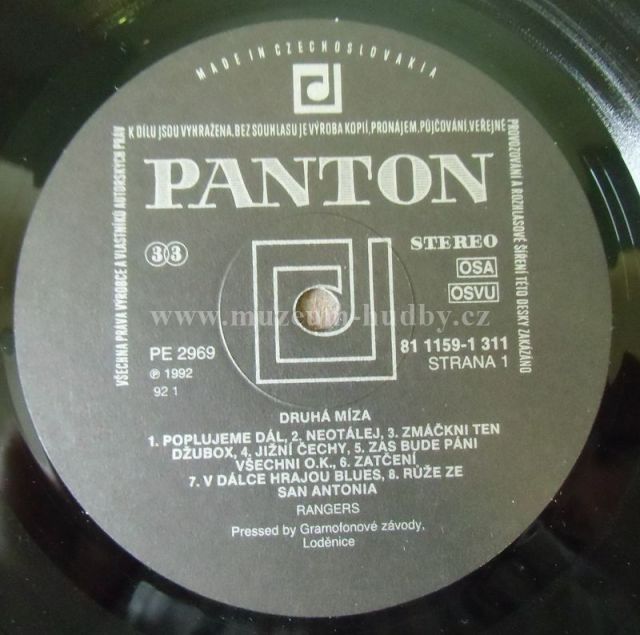 MADE IN CZECHOSLOVAKIA
VŠECHNA PRÁVA VÝROBCE A VLASTNÍKŮ AUTORSKÝCH PRÁV
K DÍLU JSOU VYHRAŽENA. BEZ SOUHLASU JE VÝROBA KOPIÍ, PRONÁJEM, PŮJČOVÁNÍ, VEŘEJNÉ
PROVOZOVÁNÍ A ROZHLASOVÉ ŠÍŘENÍ TÉTO DESKY ZAKÁZÁNO
PANTON
33
STEREO
OSA
OSVU
www.muzeum-hudby.cz
PE 2969
℗ 1992
92 1
81 1159-1 311
STRANA 1
DRUHÁ MÍZA
1. POPLUJEME DÁL, 2. NEOTÁLEJ, 3. ZMÁČKNI TEN
DŽUBOX, 4. JIŽNÍ ČECHY, 5. ZAS BUDE PÁNI
VŠECHNI O.K., 6. ZATČENÍ
7. V DÁLCE HRAJOU BLUES, 8. RŮŽE ZE
SAN ANTONIA
RANGERS
Pressed by Gramofonové závody,
Loděnice